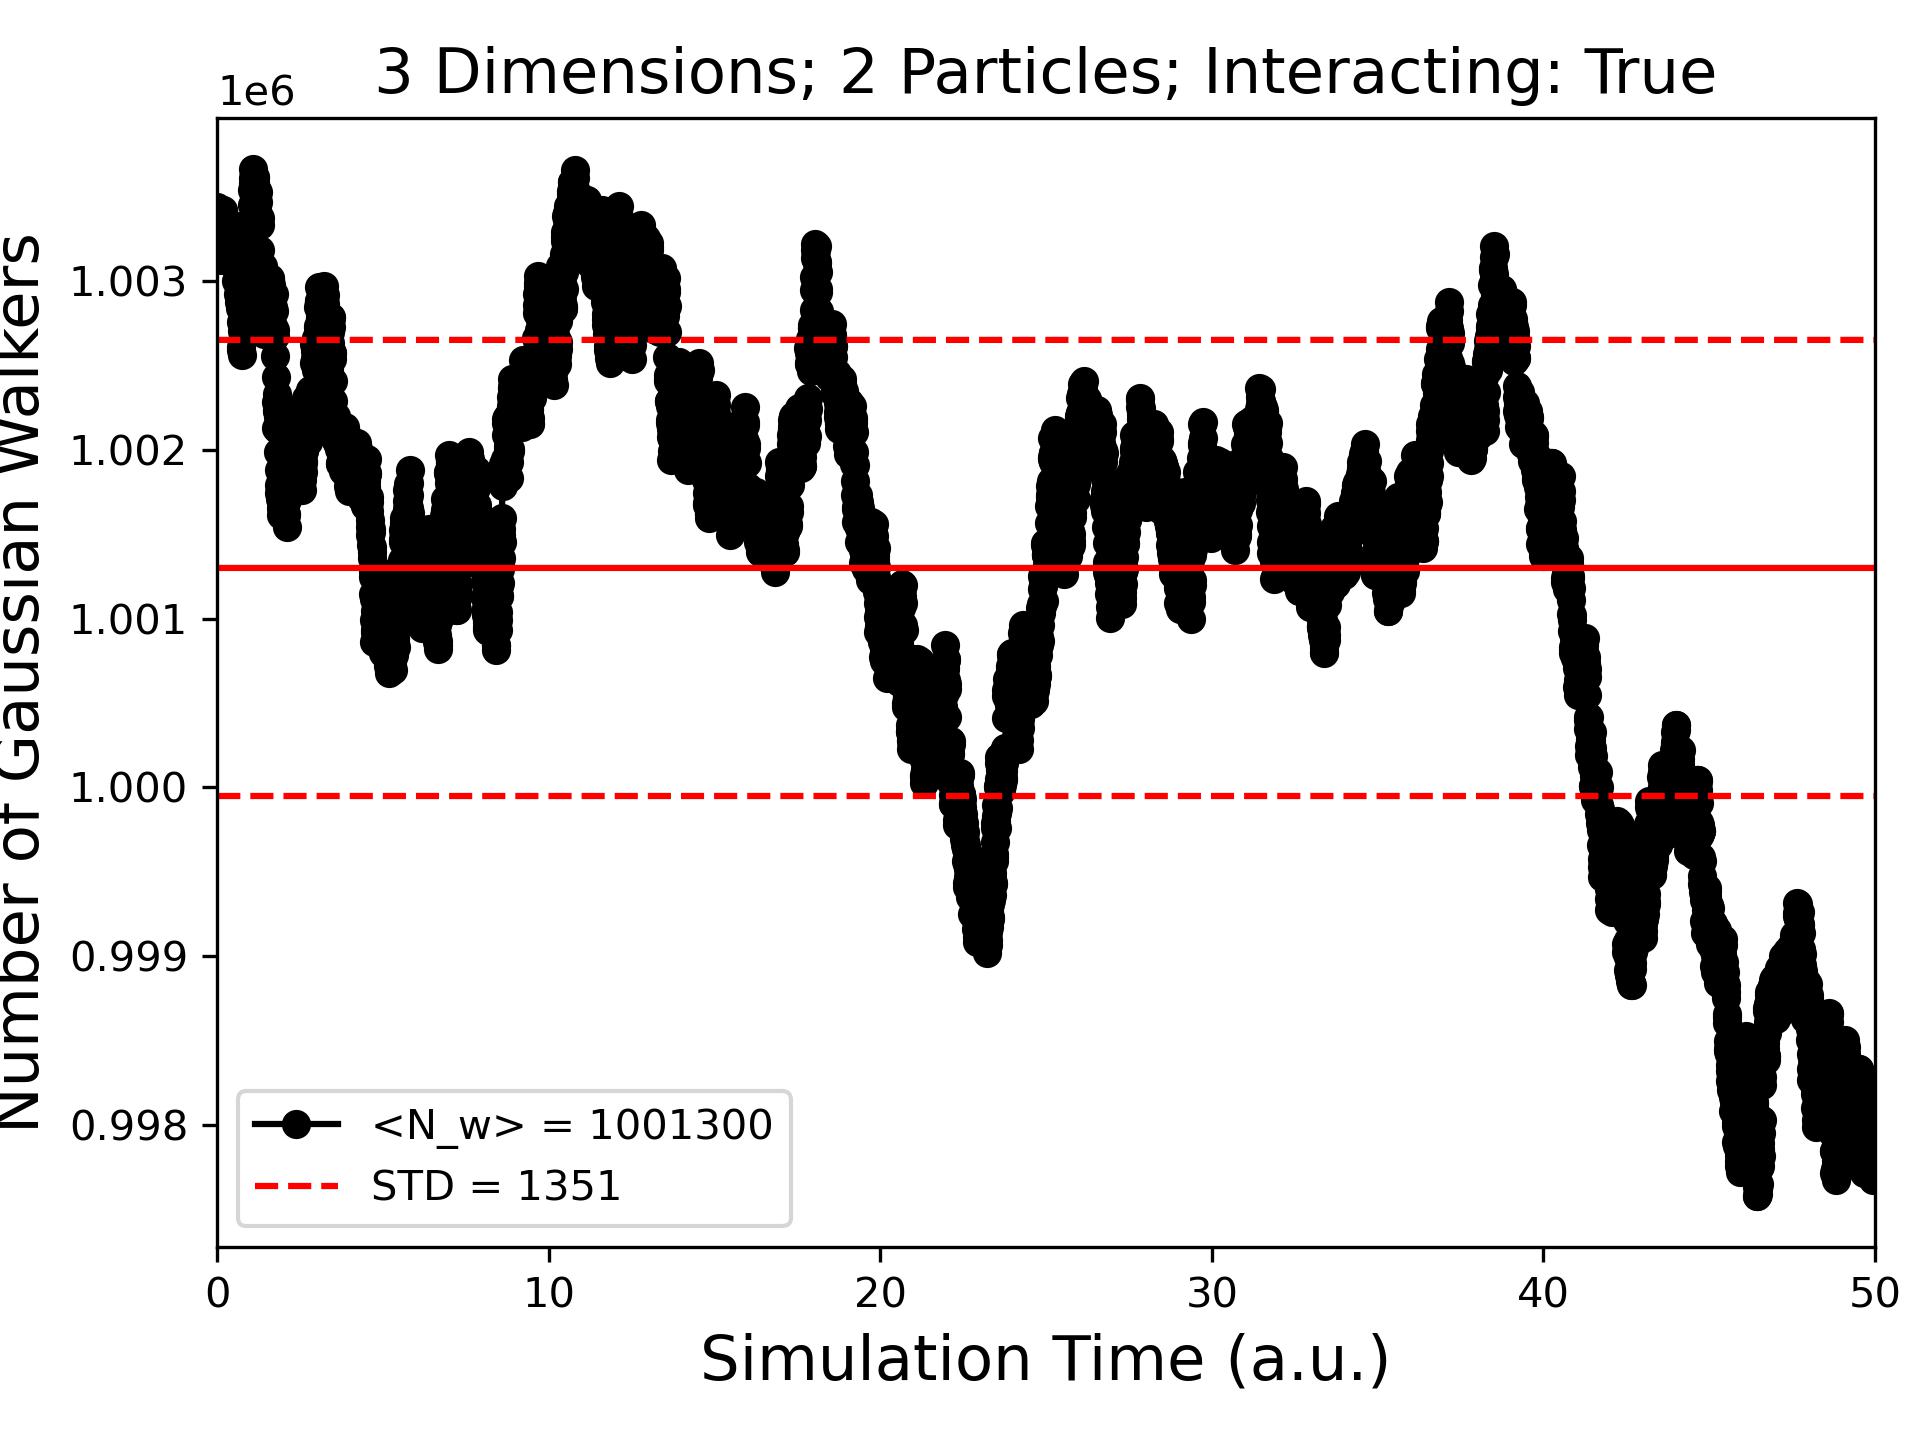 3 Dimensions; 2 Particles; Interacting: True
1e6
Number of Gaussian Walkers
1.003
1.002
1.001
1.000
0.999
0.998
<N_w> = 1001300
STD = 1351
0 10 20 30 40 50
Simulation Time (a.u.)